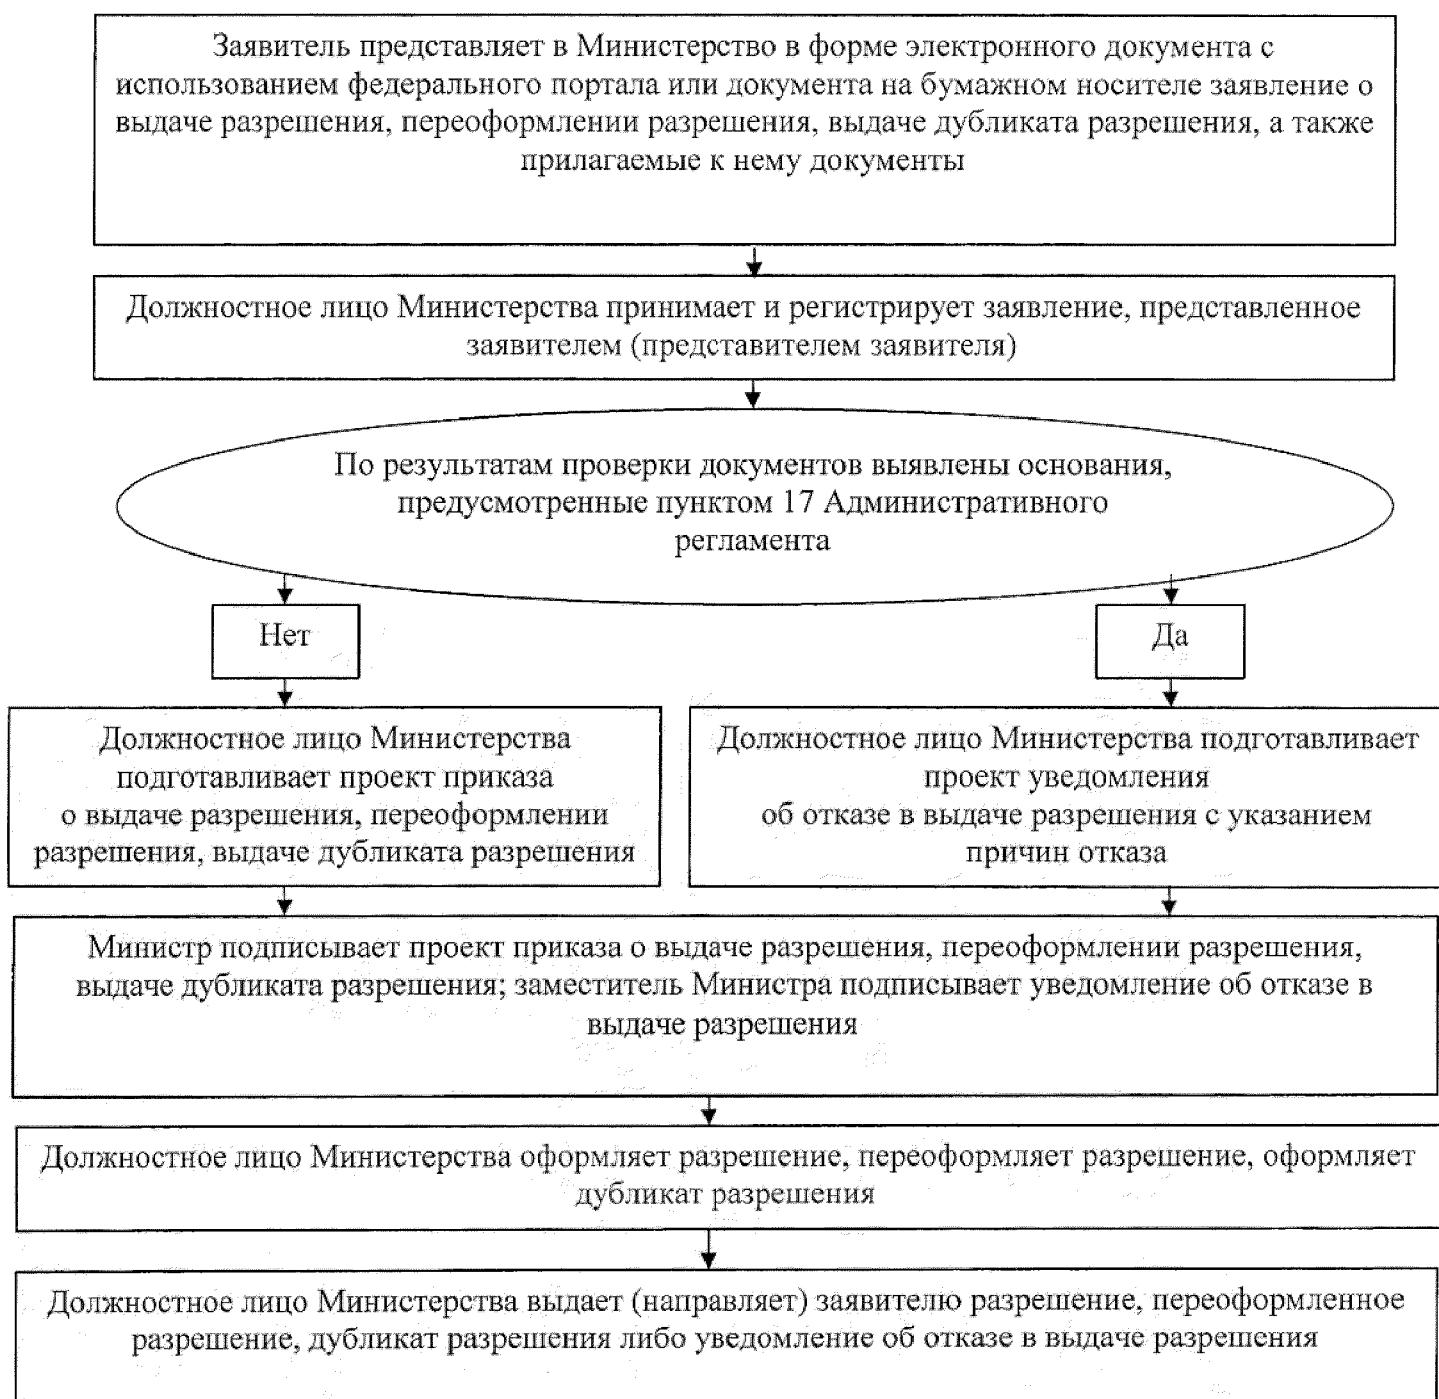 Заявитель представляет в Министерство в форме электронного документа с
использованием федерального портала или документа на бумажном носителе заявление о
выдаче разрешения, переоформлении разрешения, выдаче дубликата разрешения, а также
прилагаемые к нему документы
Должностное лицо Министерства принимает и регистрирует заявление, представленное
заявителем (представителем заявителя)
По результатам проверки документов выявлены основания,
предусмотренные пунктом 17 Административного
регламента
Нет
Да
Должностное лицо Министерства
подготавливает проект приказа
о выдаче разрешения, переоформлении
разрешения, выдаче дубликата разрешения
Должностное лицо Министерства подготавливает
проект уведомления
об отказе в выдаче разрешения с указанием
причин отказа
Министр подписывает проект приказа о выдаче разрешения, переоформлении разрешения,
выдаче дубликата разрешения; заместитель Министра подписывает уведомление об отказе в
выдаче разрешения
Должностное лицо Министерства оформляет разрешение, переоформляет разрешение, оформляет
дубликат разрешения
Должностное лицо Министерства выдает (направляет) заявителю разрешение, переоформленное
разрешение, дубликат разрешения либо уведомление об отказе в выдаче разрешения